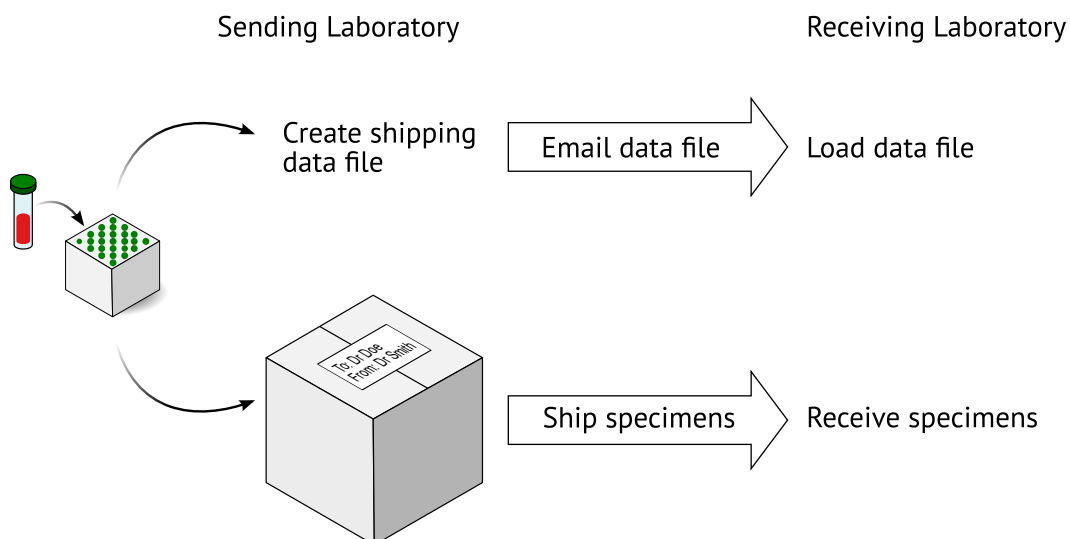 Sending Laboratory
Receiving Laboratory
Create shipping
data file
Email data file
Load data file
To: Dr Doe
From: Dr Smith
Ship specimens
Receive specimens